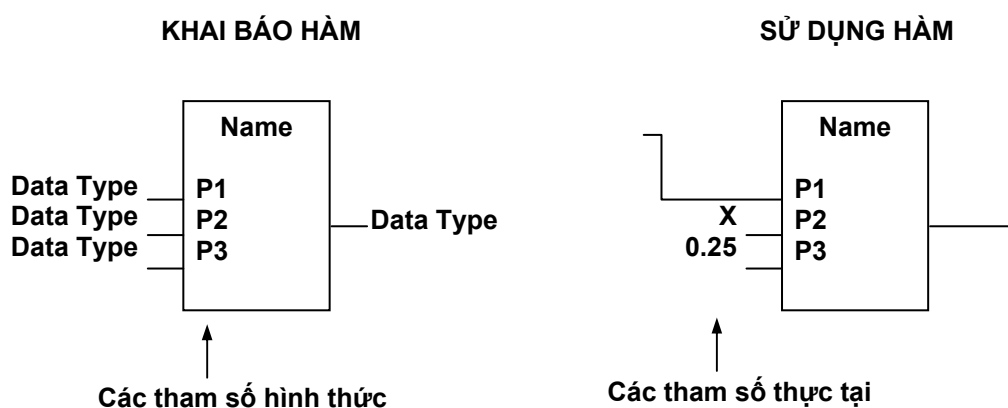 KHAI BÁO HÀM
Name
Data Type P1
Data Type P2 Data Type
Data Type P3
Các tham số hình thức
SỬ DỤNG HÀM
Name
P1
X P2
0.25 P3
Các tham số thực tại